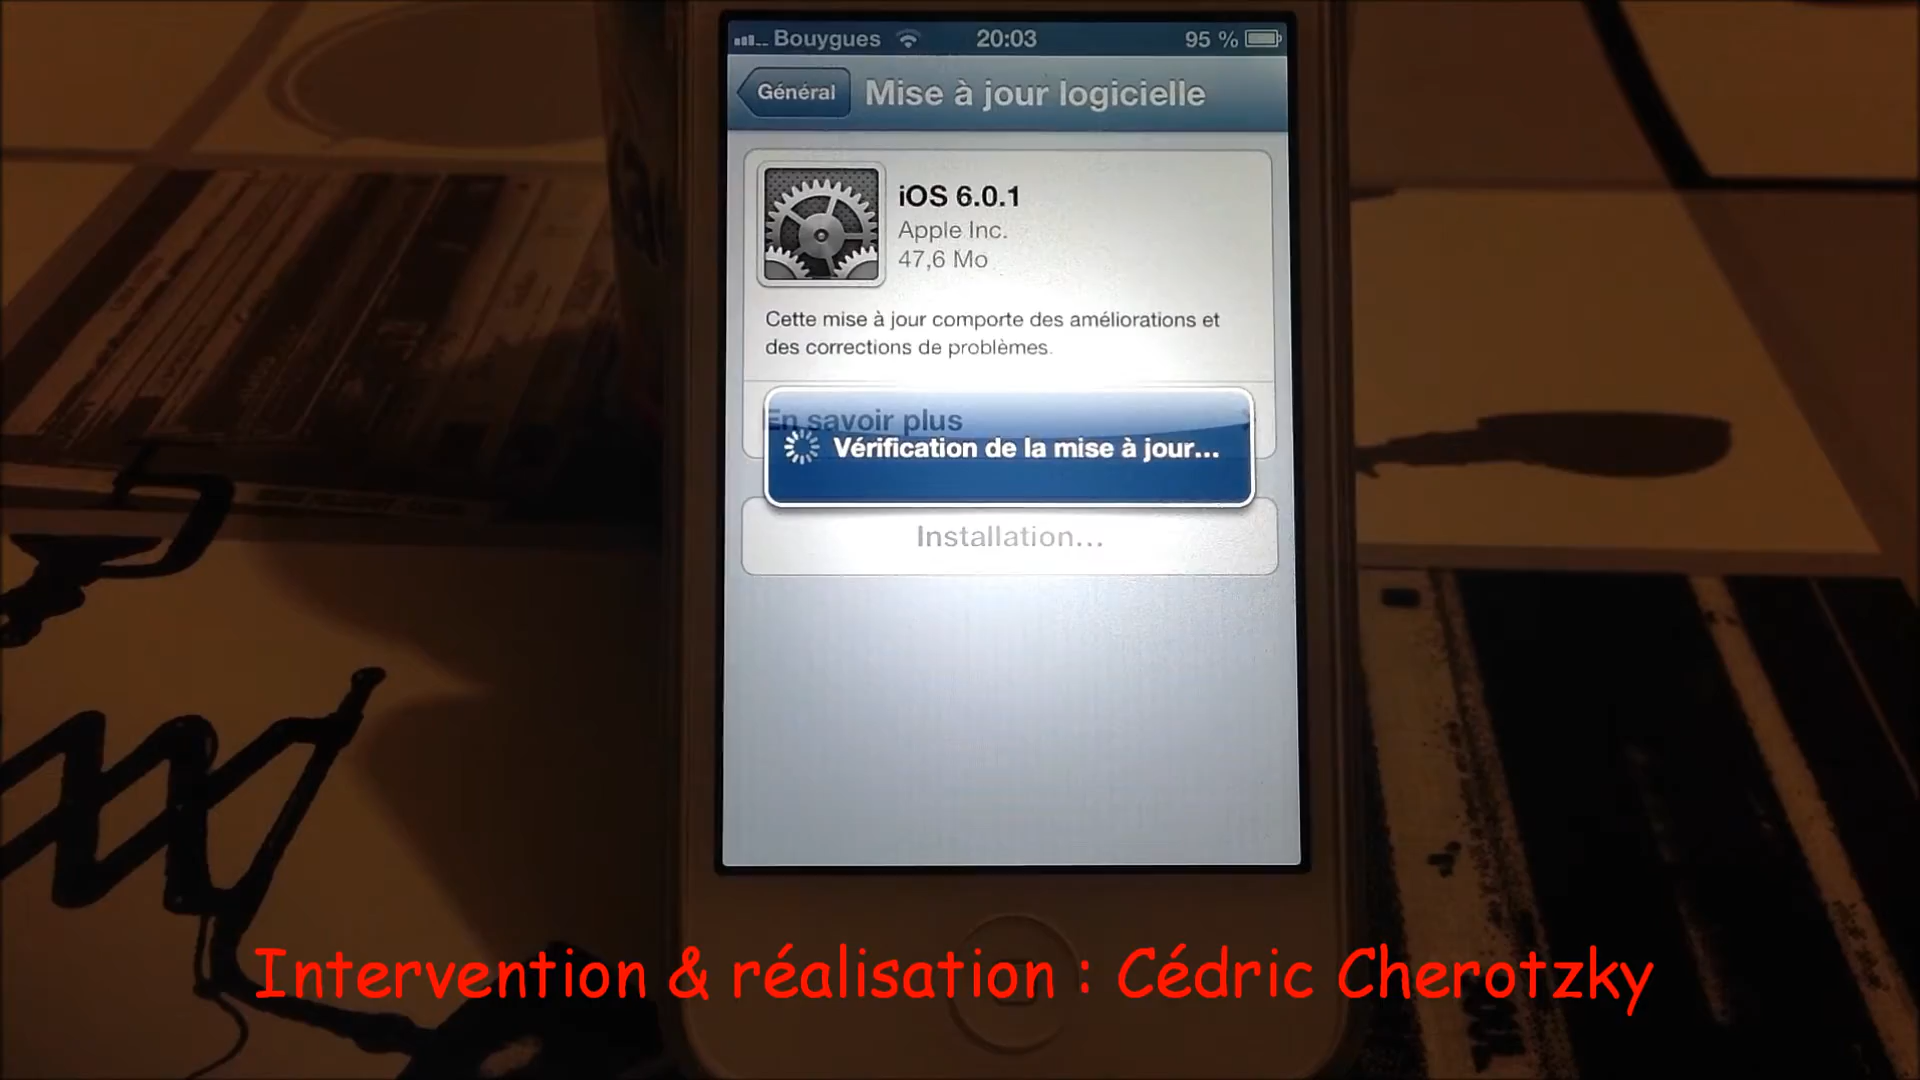 Bouygues 20:03 95 %
Général Mise à jour logicielle
iOS 6.0.1
Apple Inc.
47,6 Mo
Cette mise à jour comporte des améliorations et
des corrections de problèmes.
En savoir plus
Vérification de la mise à jour...
Installation...
Intervention & réalisation : Cédric Cherotzky